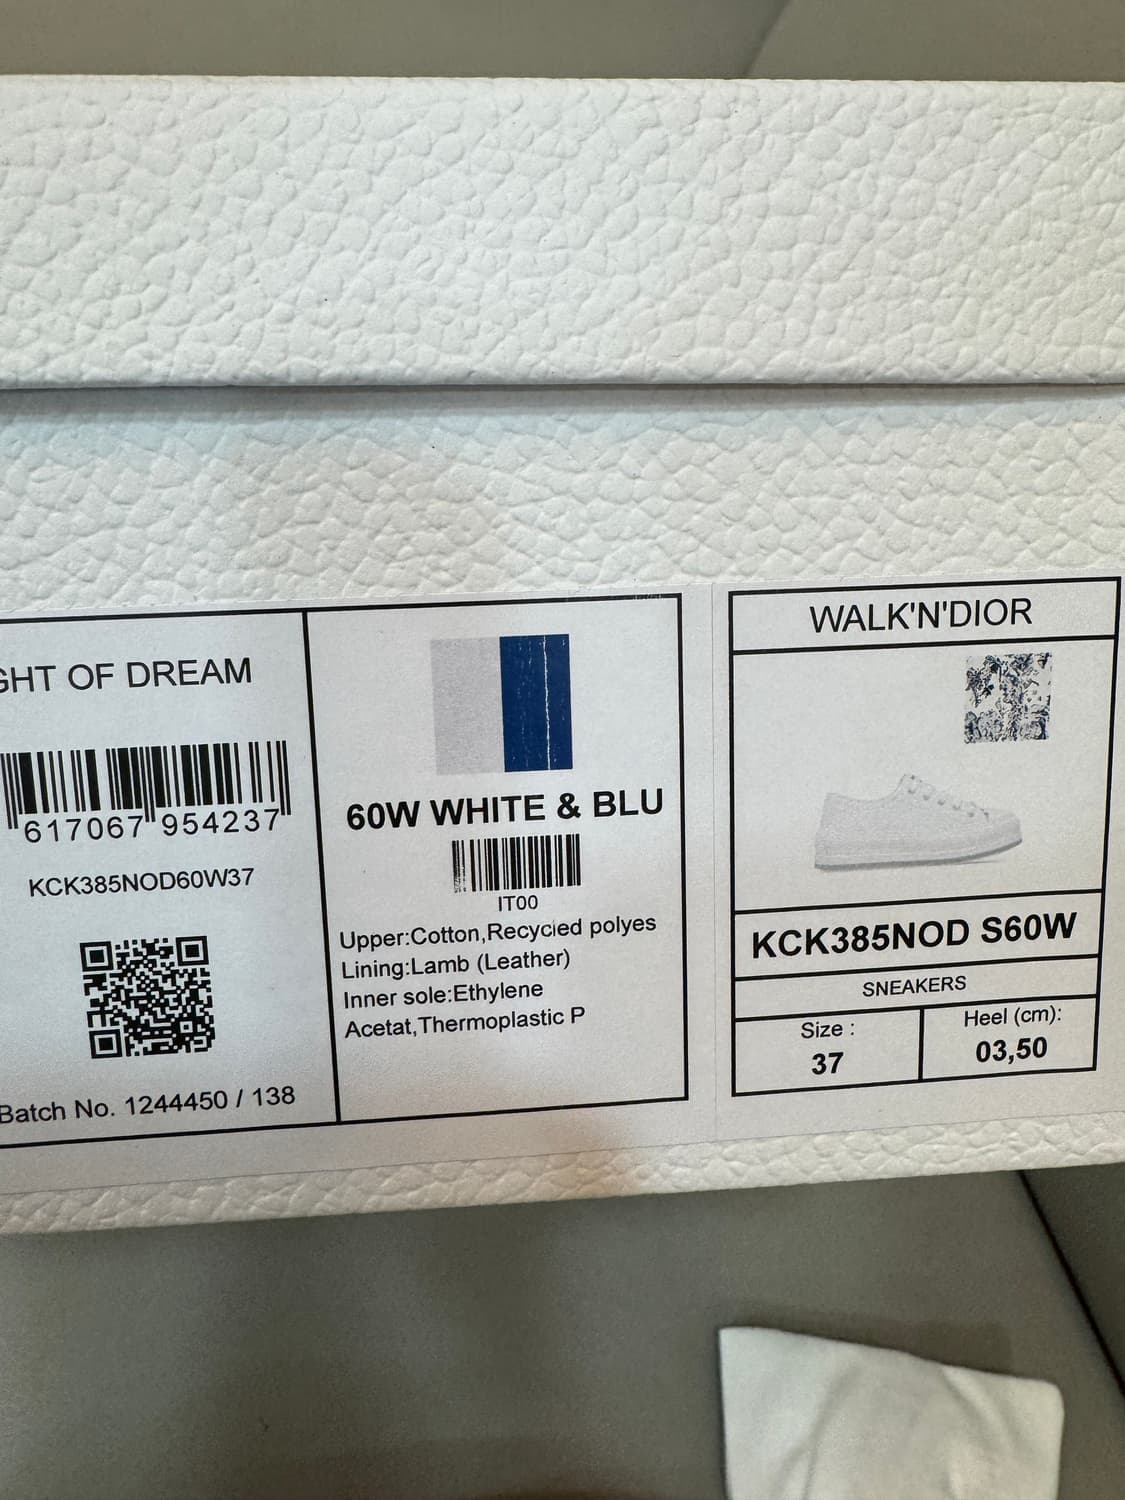 GHT OF DREAM
617067 954237
KCK385NOD60W37
Batch No. 1244450 / 138
60W WHITE & BLU
IT00
Upper:Cotton,Recycled polyes
Lining:Lamb (Leather)
Inner sole:Ethylene
Acetat,Thermoplastic P
WALK'N'DIOR
KCK385NOD S60W
SNEAKERS
Size :
37
Heel (cm):
03,50